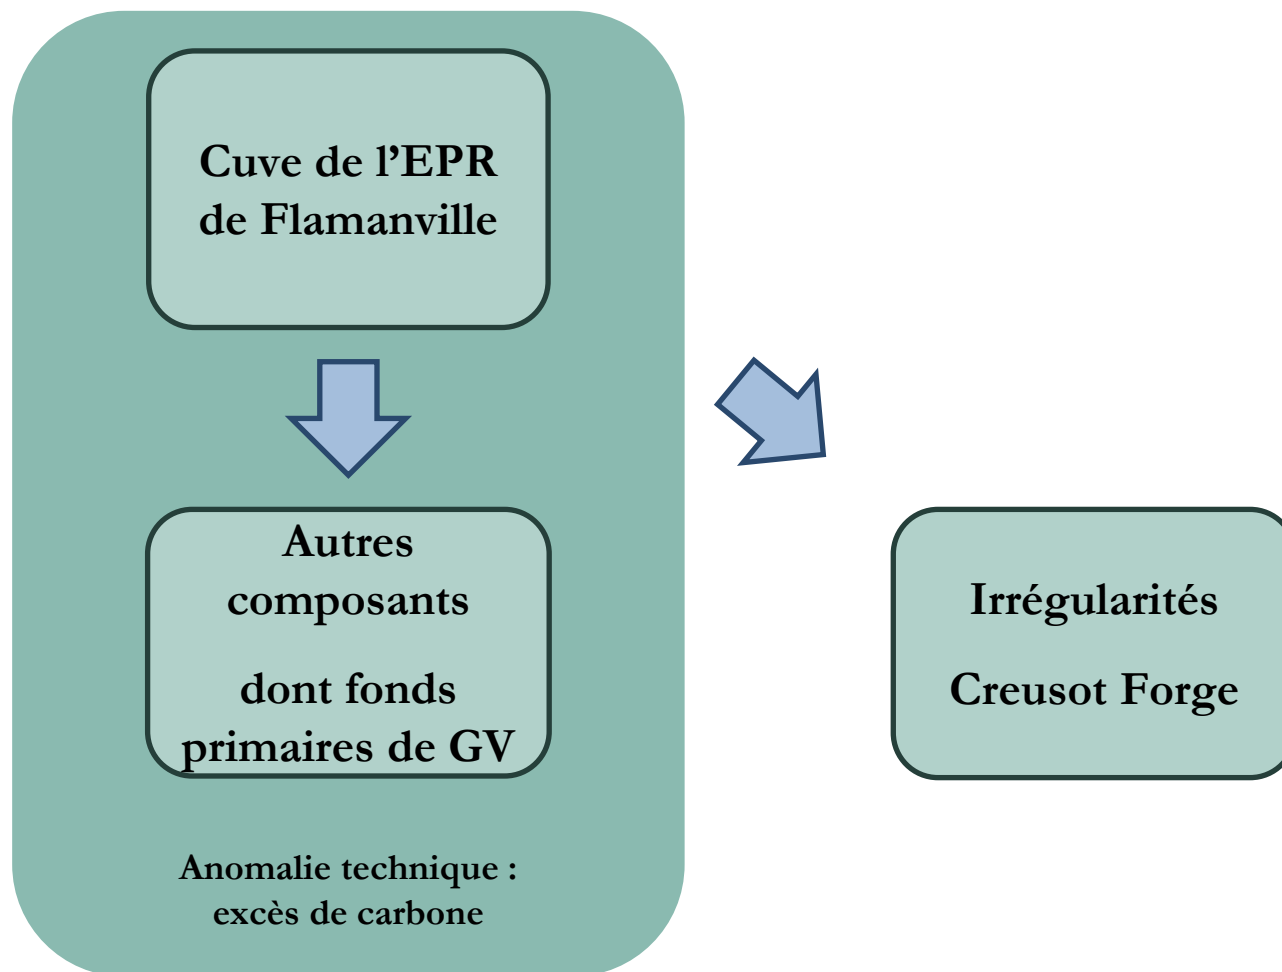 Cuve de l’EPR
de Flamanville
Autres
composants
dont fonds
primaires de GV
Anomalie technique :
excès de carbone
Irrégularités
Creusot Forge